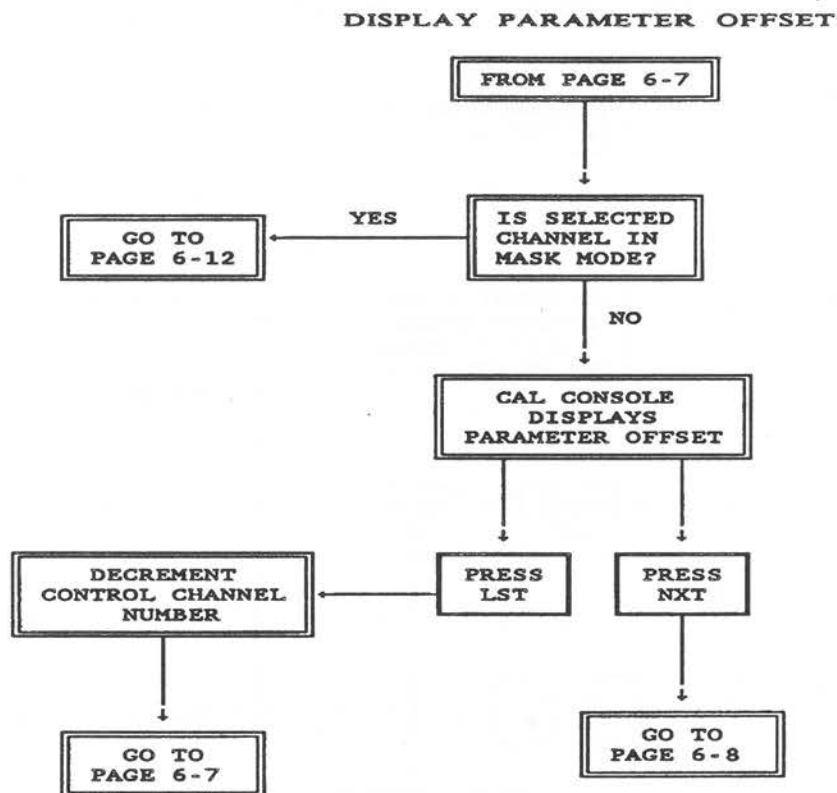 DISPLAY PARAMETER OFFSET
FROM PAGE 6-7
IS SELECTED
CHANNEL IN
MASK MODE?
YES
GO TO
PAGE 6-12
NO
CAL CONSOLE
DISPLAYS
PARAMETER OFFSET
PRESS
LST
PRESS
NXT
DECREMENT
CONTROL CHANNEL
NUMBER
GO TO
PAGE 6-7
GO TO
PAGE 6-8